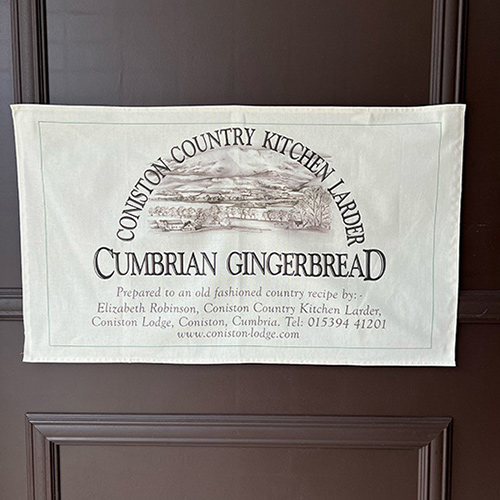 CONISTON COUNTRY KITCHEN LARDER
CUMBRIAN GINGERBREAD
Prepared to an old fashioned country recipe by:-
Elizabeth Robinson, Coniston Country Kitchen Larder,
Coniston Lodge, Coniston, Cumbria. Tel: 015394 41201
www.coniston-lodge.com